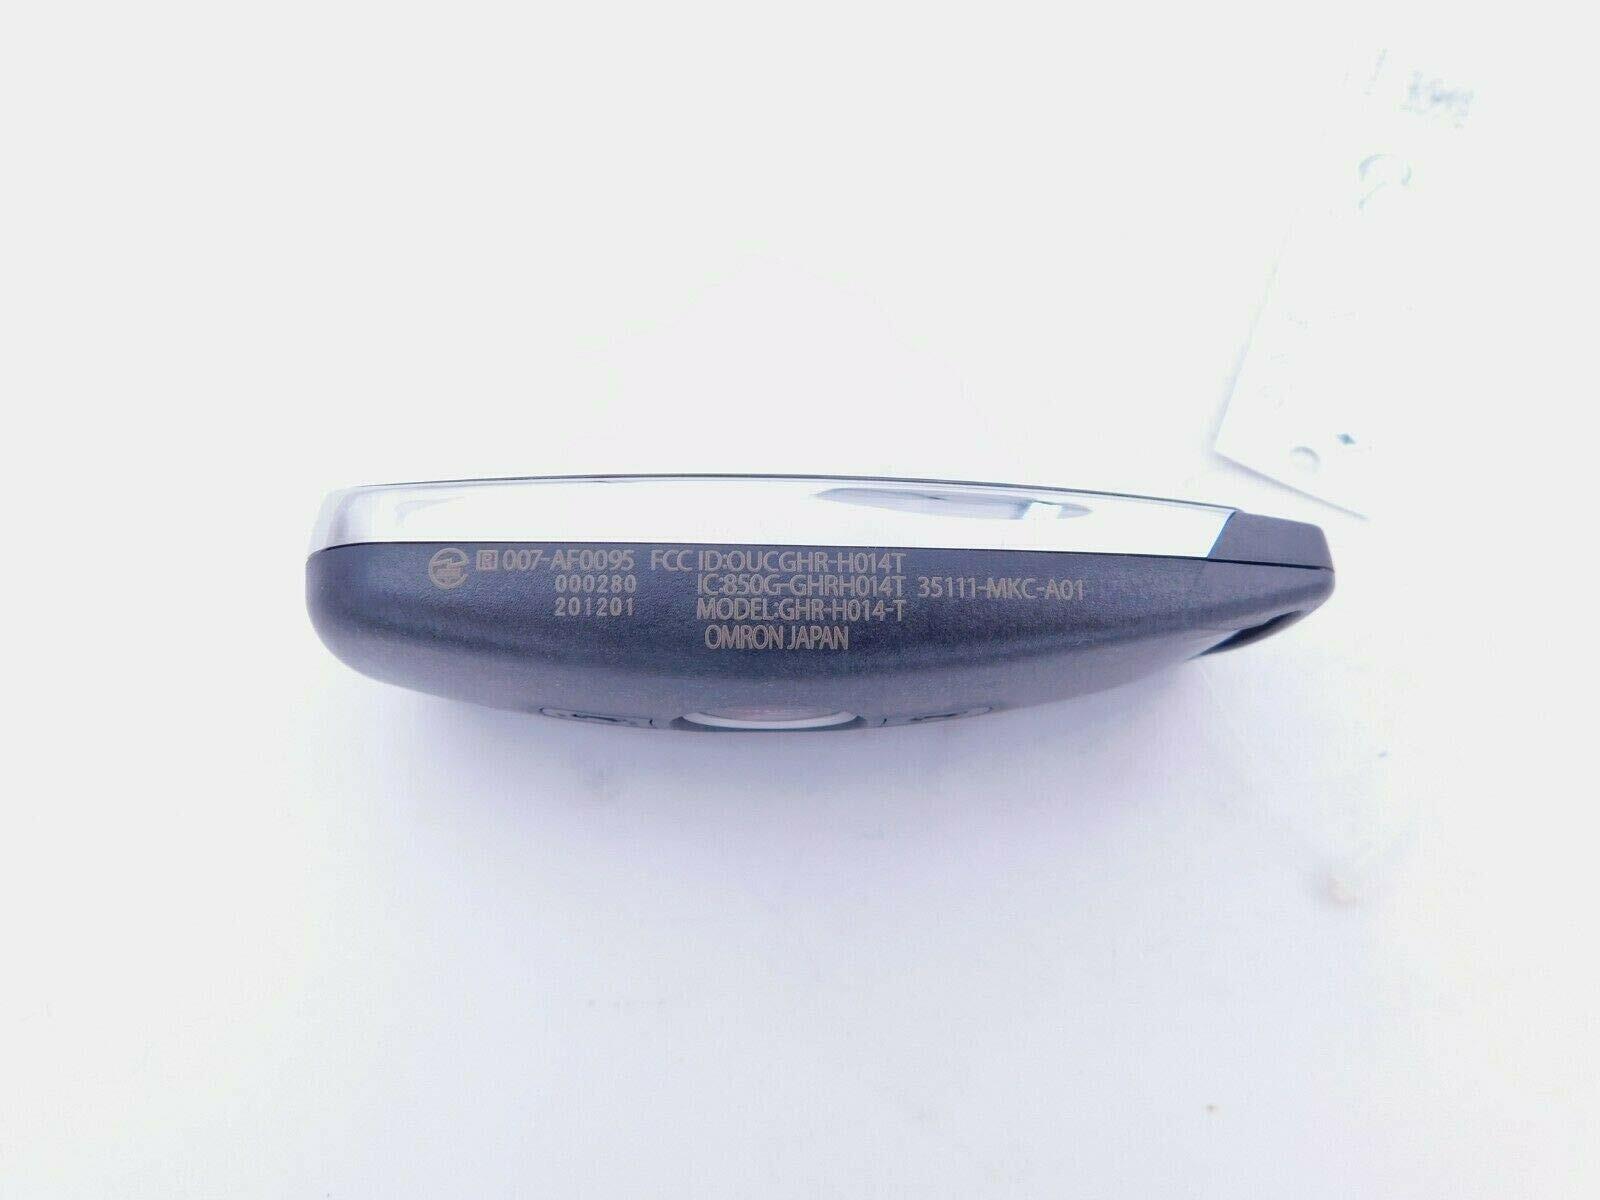 R 007-AF0095 FCC ID:OUCGHR-H014T
000280 IC:850G-GHRH014T 35111-MKC-A01
201201 MODEL:GHR-H014-T
OMRON JAPAN